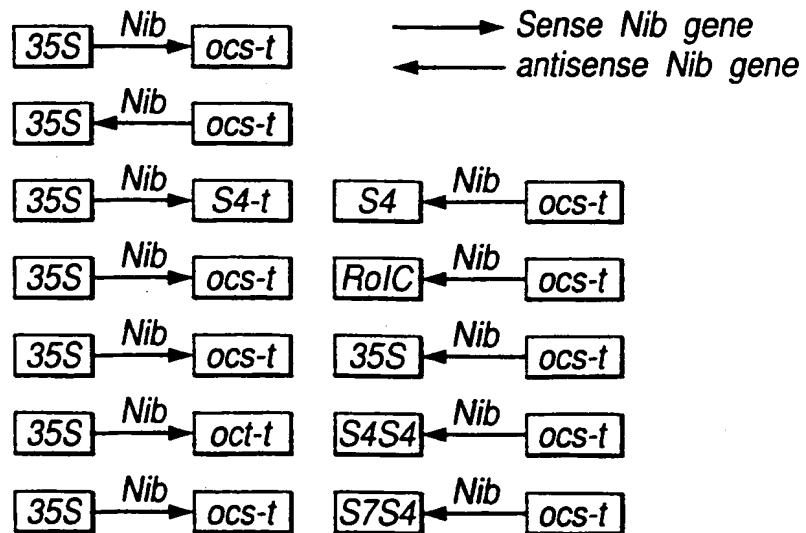 35S Nib ocs-t Sense Nib gene
antisense Nib gene
35S Nib ocs-t
35S Nib S4-t S4 Nib ocs-t
35S Nib ocs-t RolC Nib ocs-t
35S Nib ocs-t 35S Nib ocs-t
35S Nib oct-t S4S4 Nib ocs-t
35S Nib ocs-t S7S4 Nib ocs-t